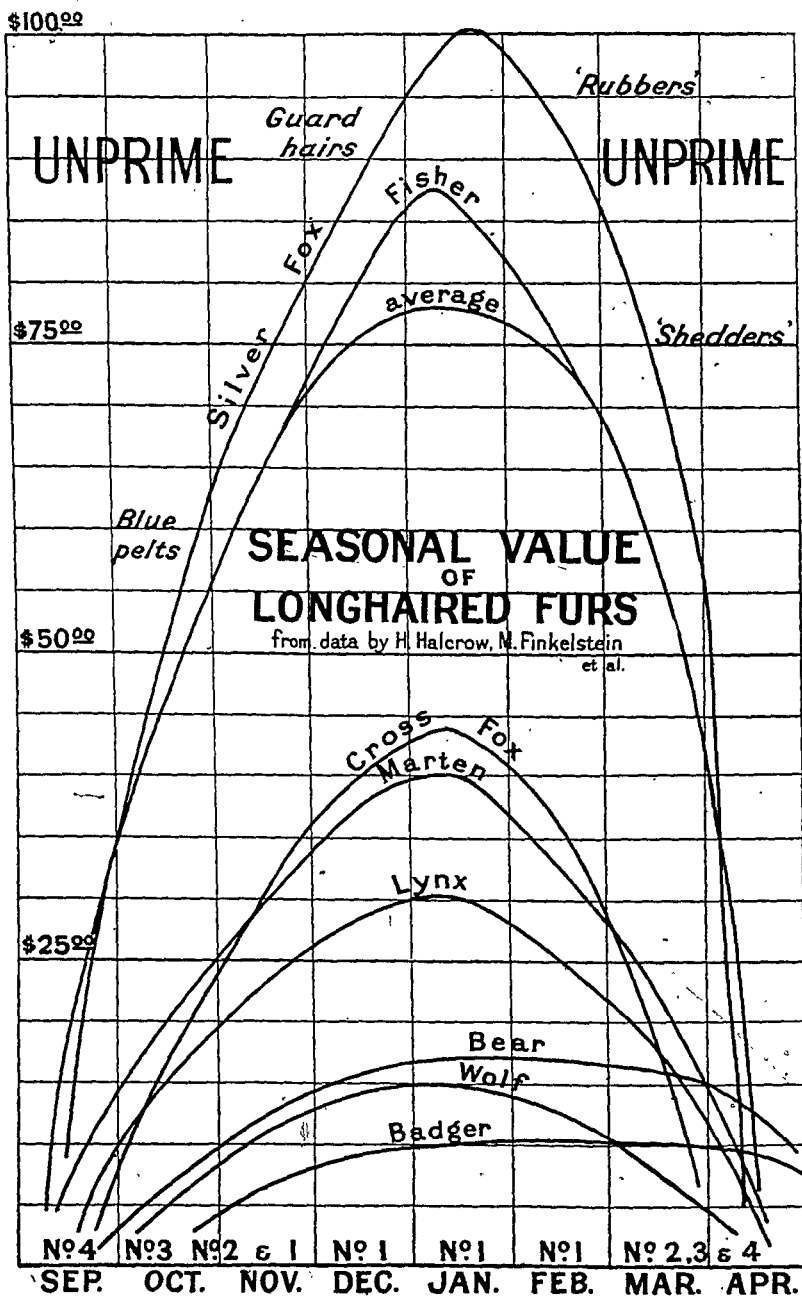 $100.00
'Rubbers'
Guard
hairs
UNPRIME
UNPRIME
Fisher
Silver Fox
average
$75.00
'Shedders'
Blue
pelts
SEASONAL VALUE
OF
LONGHAIRED FURS
from data by H. Halcrow, M. Finkelstein
et al.
$50.00
Cross Fox
Marten
Lynx
$25.00
Bear
Wolf
Badger
No 4 No 3 No 2 & 1 No 1 No 1 No 1 No 2, 3 & 4
SEP. OCT. NOV. DEC. JAN. FEB. MAR. APR.